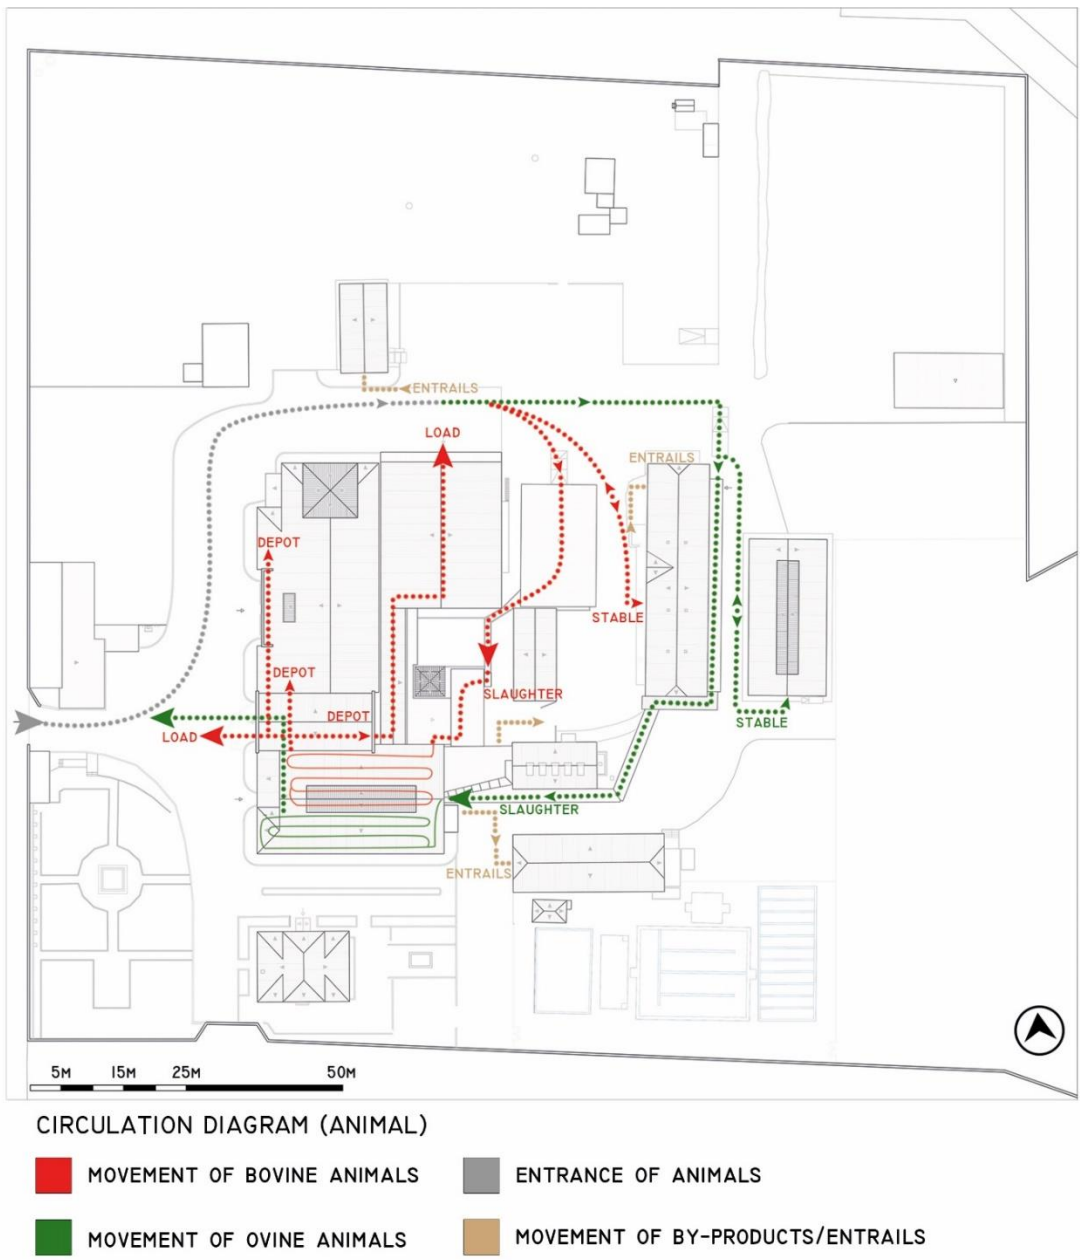 ENTRAILS
LOAD
ENTRAILS
DEPOT
STABLE
DEPOT
SLAUGHTER
DEPOT
STABLE
LOAD
SLAUGHTER
ENTRAILS
5M 15M 25M 50M
CIRCULATION DIAGRAM (ANIMAL)
MOVEMENT OF BOVINE ANIMALS
ENTRANCE OF ANIMALS
MOVEMENT OF OVINE ANIMALS
MOVEMENT OF BY-PRODUCTS/ENTRAILS